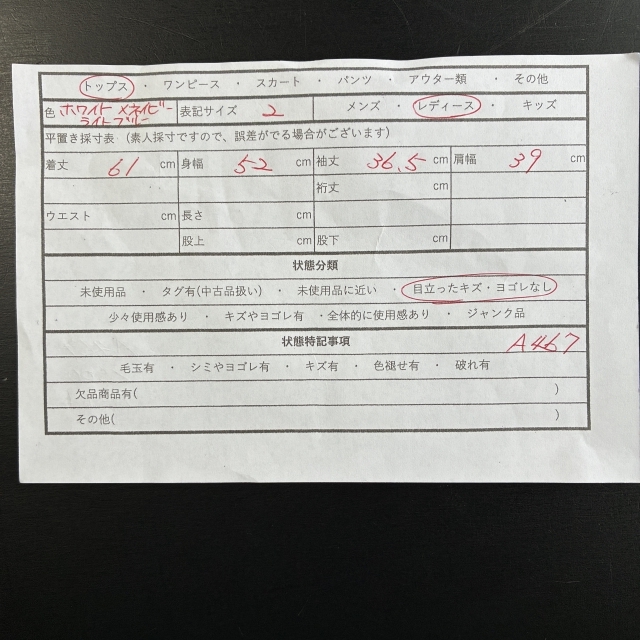 トップス ・ ワンピース ・ スカート ・ パンツ ・ アウター類 ・ その他
色 ホワイト×ネイビー 表記サイズ 2 メンズ ・ レディース ・ キッズ
ライトブルー
平置き採寸表 (素人採寸ですので、誤差がでる場合がございます)
着丈 61 cm 身幅 52 cm 袖丈 36.5 cm 肩幅 39 cm
裄丈 cm
ウエスト cm 長さ cm
股上 cm 股下 cm
状態分類
未使用品 ・ タグ有(中古品扱い) ・ 未使用品に近い ・ 目立ったキズ・ヨゴレなし
少々使用感あり ・ キズやヨゴレ有 ・全体的に使用感あり ・ ジャンク品
状態特記事項 A467
毛玉有 ・ シミやヨゴレ有 ・ キズ有 ・ 色褪せ有 ・ 破れ有
欠品商品有( )
その他( )